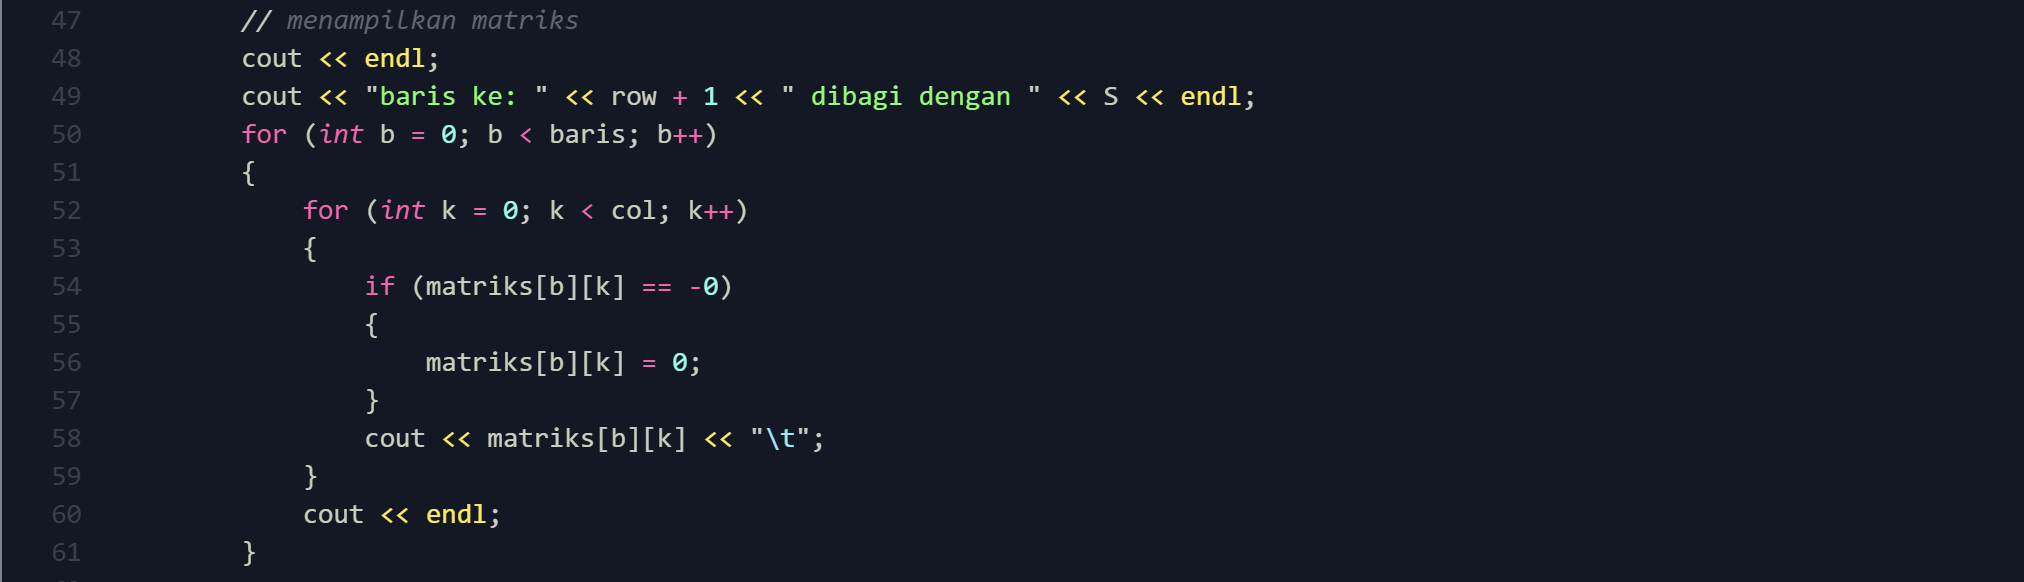 47 // menampilkan matriks
48 cout << endl;
49 cout << "baris ke: " << row + 1 << " dibagi dengan " << S << endl;
50 for (int b = 0; b < baris; b++)
51 {
52 for (int k = 0; k < col; k++)
53 {
54 if (matriks[b][k] == -0)
55 {
56 matriks[b][k] = 0;
57 }
58 cout << matriks[b][k] << "\t";
59 }
60 cout << endl;
61 }